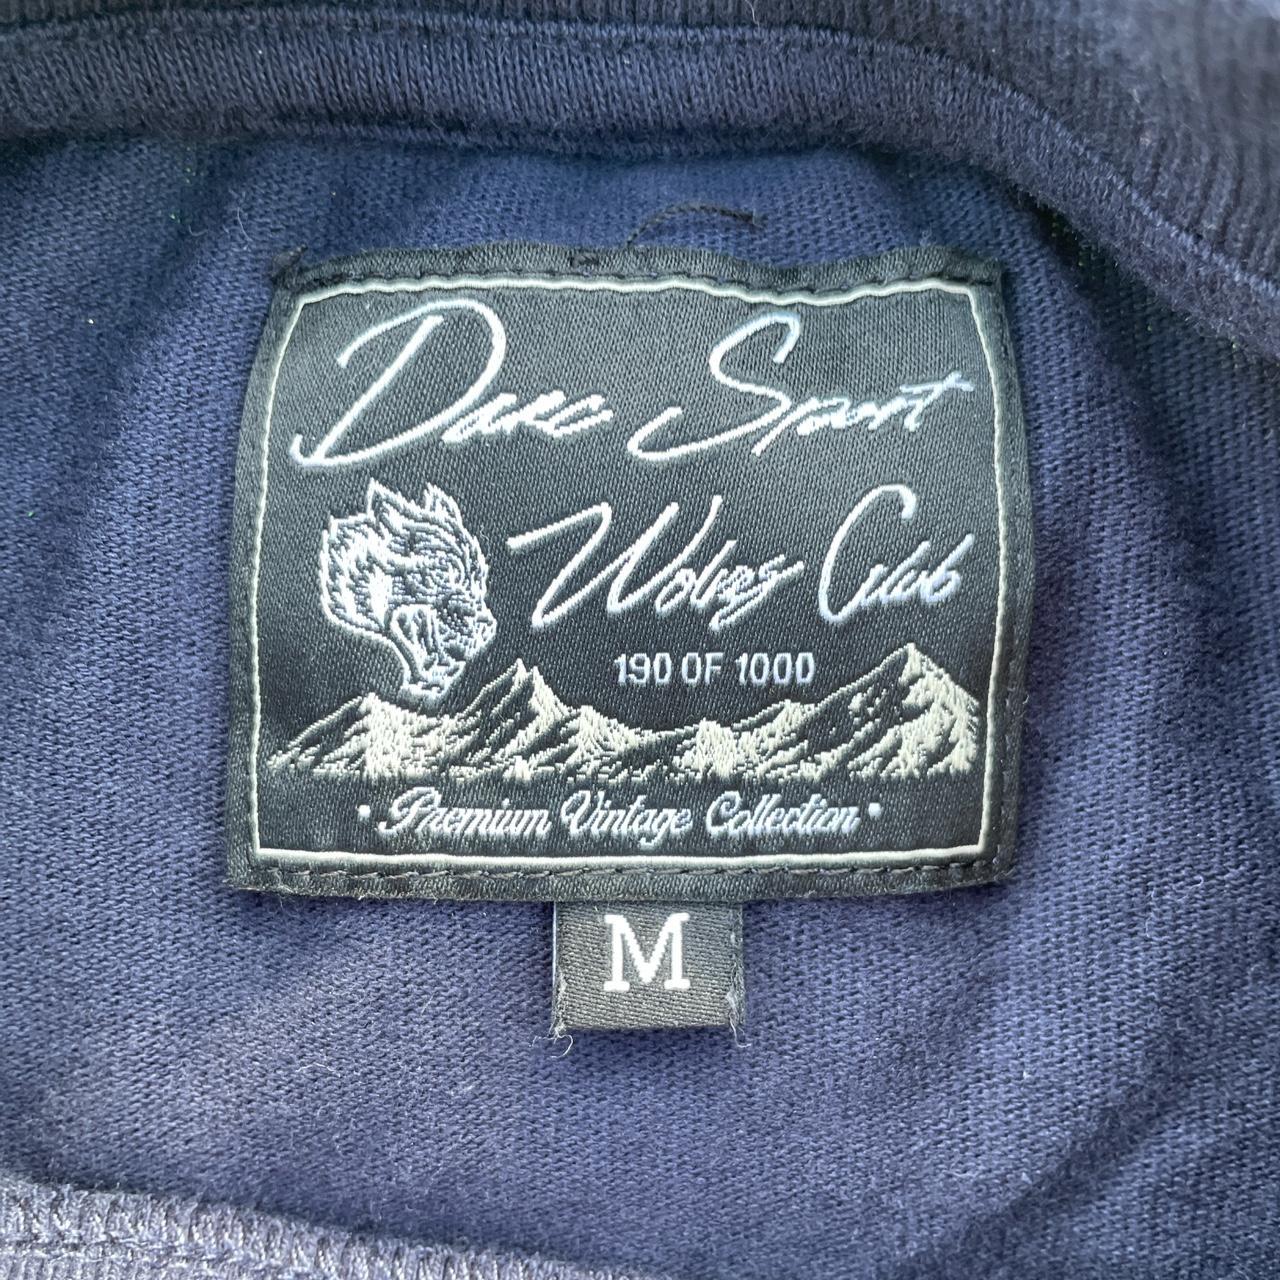 Darc Sport
Wolves Club
190 OF 1000
• Premium Vintage Collection •
M